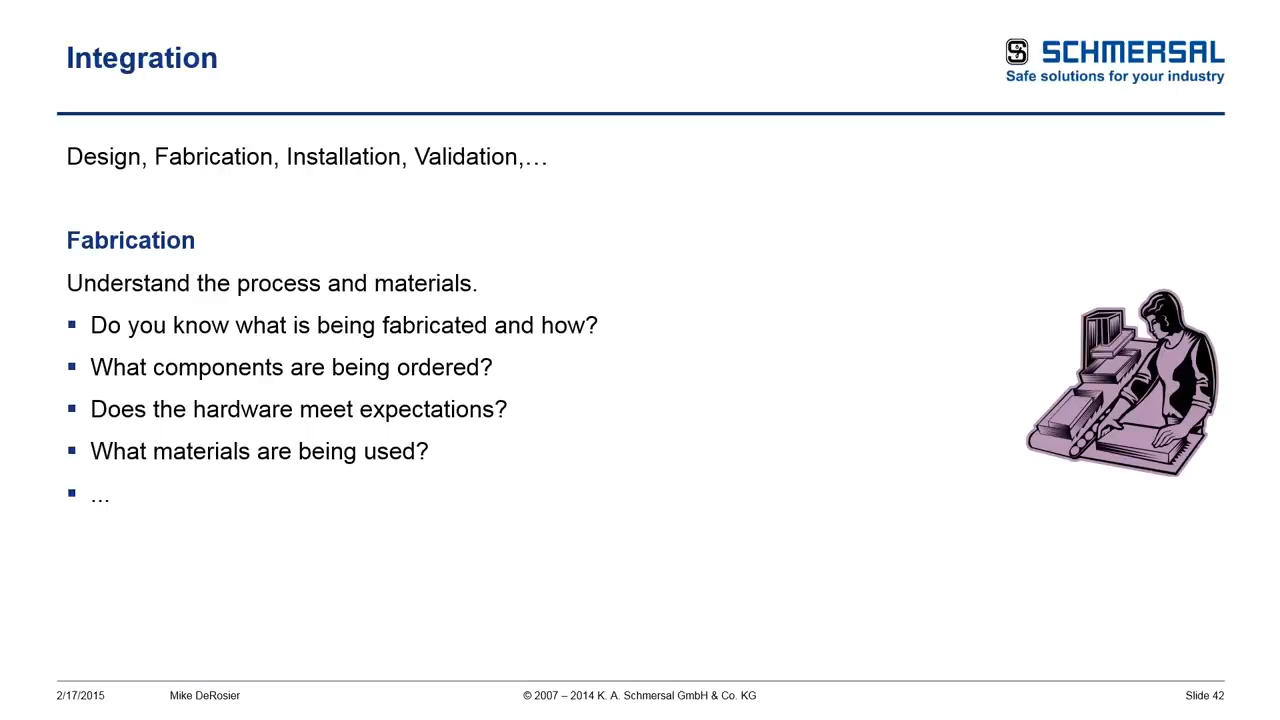 Integration
SCHMERSAL
Safe solutions for your industry
Design, Fabrication, Installation, Validation,…
Fabrication
Understand the process and materials.
▪ Do you know what is being fabricated and how?
▪ What components are being ordered?
▪ Does the hardware meet expectations?
▪ What materials are being used?
▪ ...
2/17/2015 Mike DeRosier © 2007 – 2014 K. A. Schmersal GmbH & Co. KG Slide 42